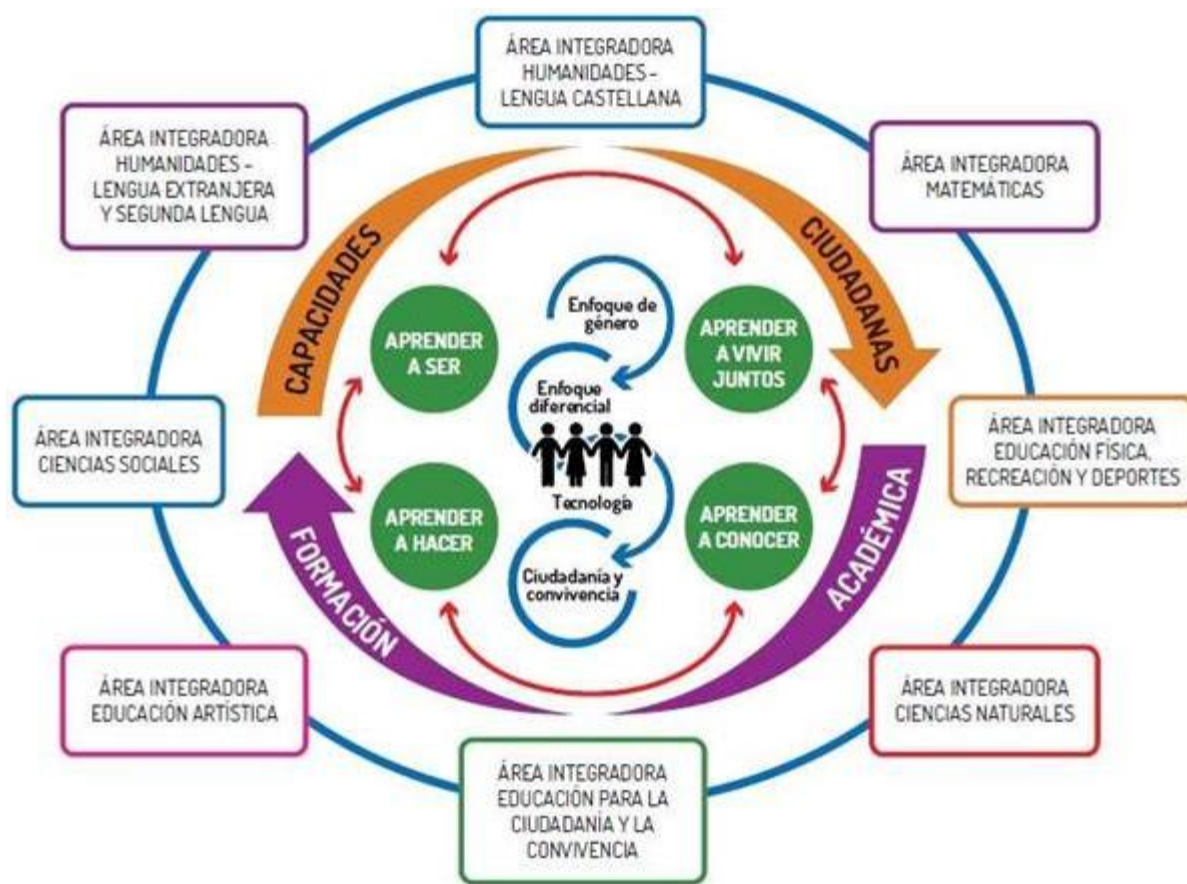 ÁREA INTEGRADORA
HUMANIDADES –
LENGUA CASTELLANA
ÁREA INTEGRADORA
HUMANIDADES –
LENGUA EXTRANJERA
Y SEGUNDA LENGUA
ÁREA INTEGRADORA
MATEMÁTICAS
CAPACIDADES
CIUDADANAS
APRENDER
A SER
Enfoque de
género
APRENDER
A VIVIR
JUNTOS
Enfoque
diferencial
ÁREA INTEGRADORA
CIENCIAS SOCIALES
ÁREA INTEGRADORA
EDUCACIÓN FÍSICA,
RECREACIÓN Y DEPORTES
APRENDER
A HACER
Tecnología
APRENDER
A CONOCER
Ciudadanía y
convivencia
FORMACIÓN
ACADÉMICA
ÁREA INTEGRADORA
EDUCACIÓN ARTÍSTICA
ÁREA INTEGRADORA
CIENCIAS NATURALES
ÁREA INTEGRADORA
EDUCACIÓN PARA LA
CIUDADANÍA Y LA
CONVIVENCIA